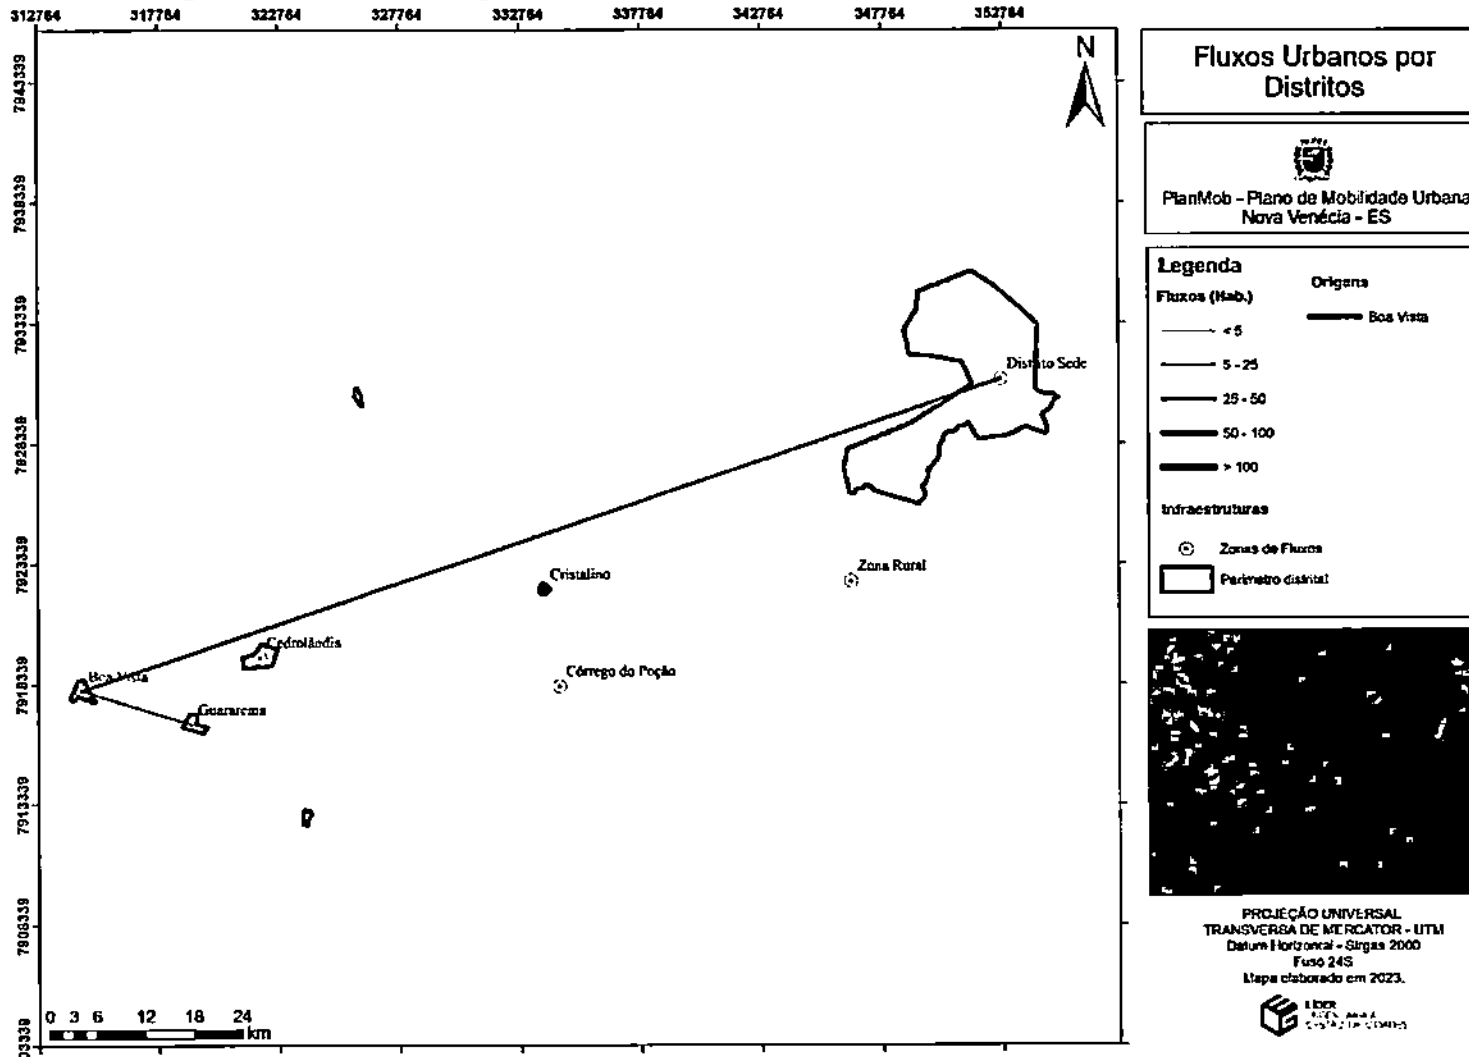 312764 317764 322764 327764 332764 337764 342764 347764 352764
7943339
7938339
7933339
7828339
7923339
7918339
7913339
7908339
03339
N
Distrito Sede
Cristalino
Zona Rural
Cedrolândia
Boa Vista
Córrego do Poção
Guararema
0 3 6 12 18 24
km
Fluxos Urbanos por
Distritos
PlanMob - Plano de Mobilidade Urbana
Nova Venécia - ES
Legenda
Fluxos (Hab.)
< 5
5 - 25
25 - 50
50 - 100
> 100
Origens
Boa Vista
Infraestruturas
Zonas de Fluxos
Perímetro distrital
PROJEÇÃO UNIVERSAL
TRANSVERSA DE MERCATOR - UTM
Datum Horizontal - Sirgas 2000
Fuso 24S
Mapa elaborado em 2023.
LÍDER